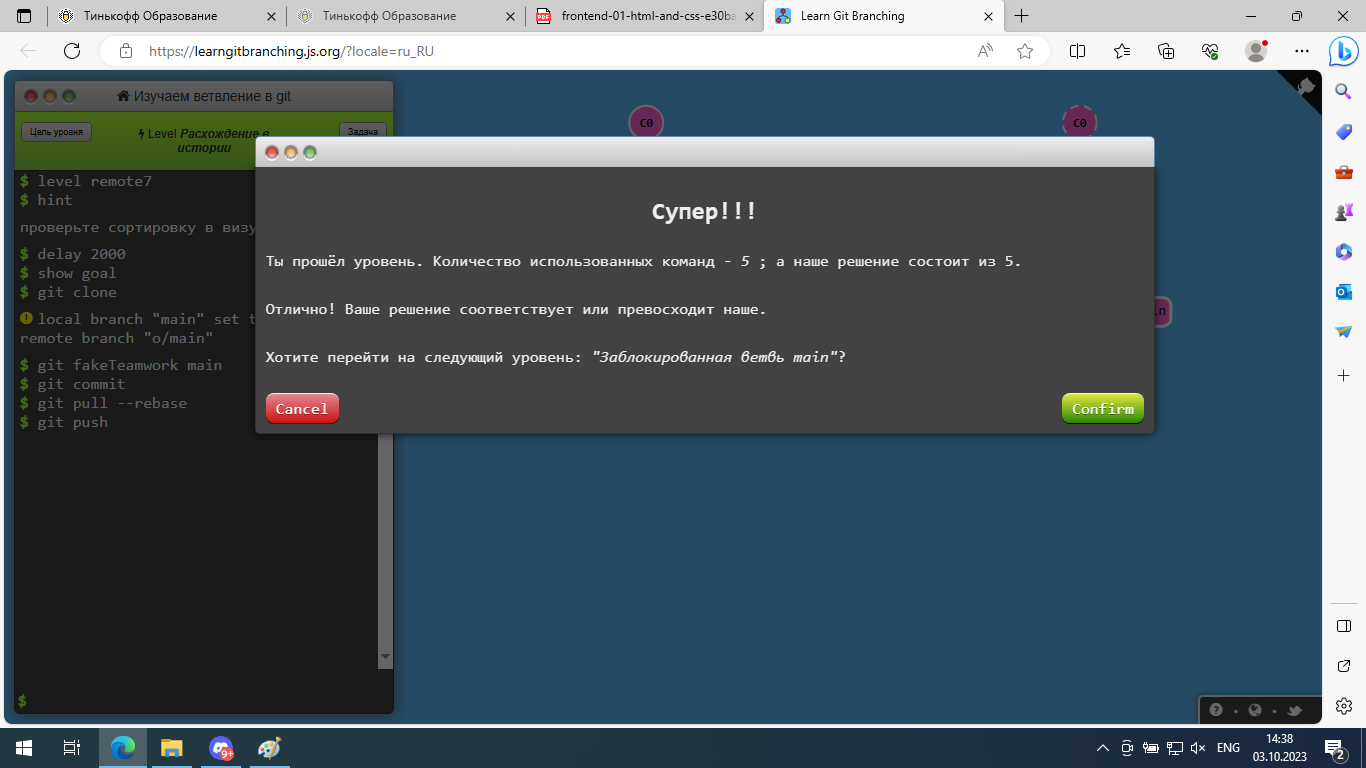 Тинькофф Образование
Тинькофф Образование
frontend-01-html-and-css-e30ba
Learn Git Branching
https://learngitbranching.js.org/?locale=ru_RU
Изучаем ветвление в git
Цель уровня
Level Расхождение в
истории
Задача
C0
C0
$ level remote7
$ hint
проверьте сортировку в визу
$ delay 2000
$ show goal
$ git clone
local branch "main" set t
remote branch "o/main"
$ git fakeTeamwork main
$ git commit
$ git pull --rebase
$ git push
$
Супер!!!
Ты прошёл уровень. Количество использованных команд - 5 ; а наше решение состоит из 5.
Отлично! Ваше решение соответствует или превосходит наше.
Хотите перейти на следующий уровень: "Заблокированная ветвь main"?
Cancel
Confirm
in
9+
ENG
14:38
03.10.2023
2